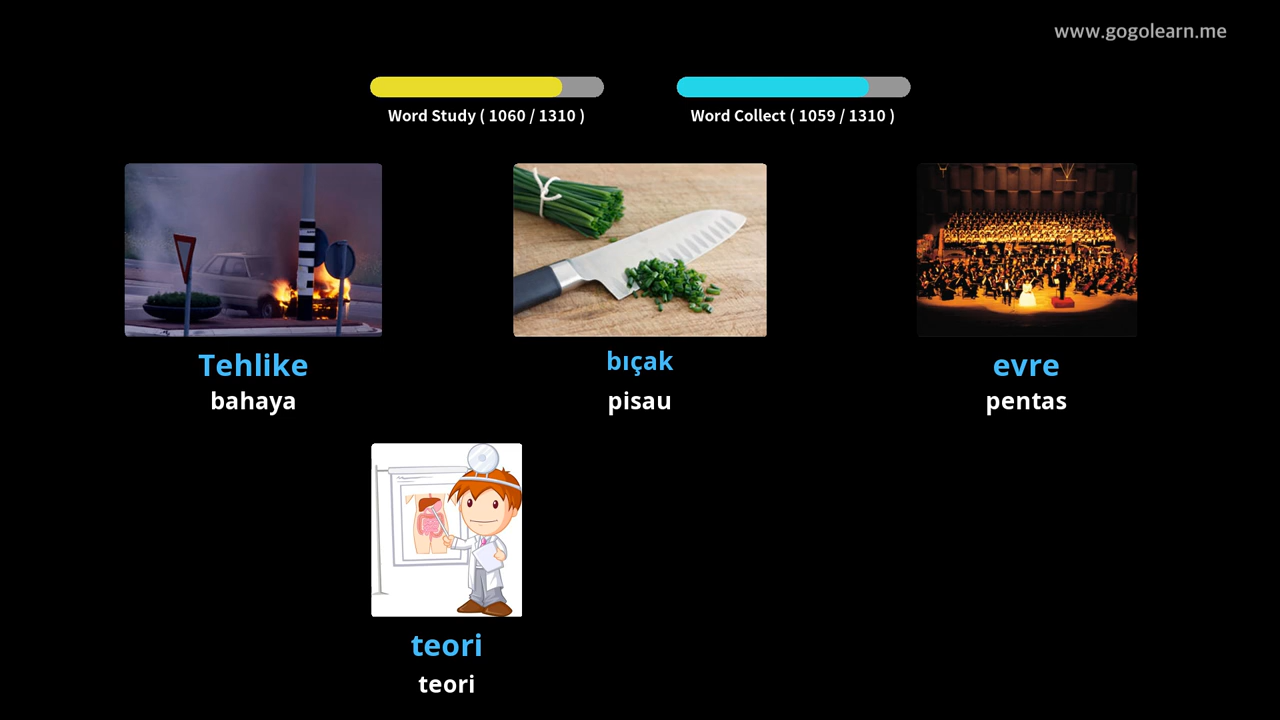 www.gogolearn.me
Word Study ( 1060 / 1310 )
Word Collect ( 1059 / 1310 )
Tehlike
bahaya
bıçak
pisau
evre
pentas
teori
teori